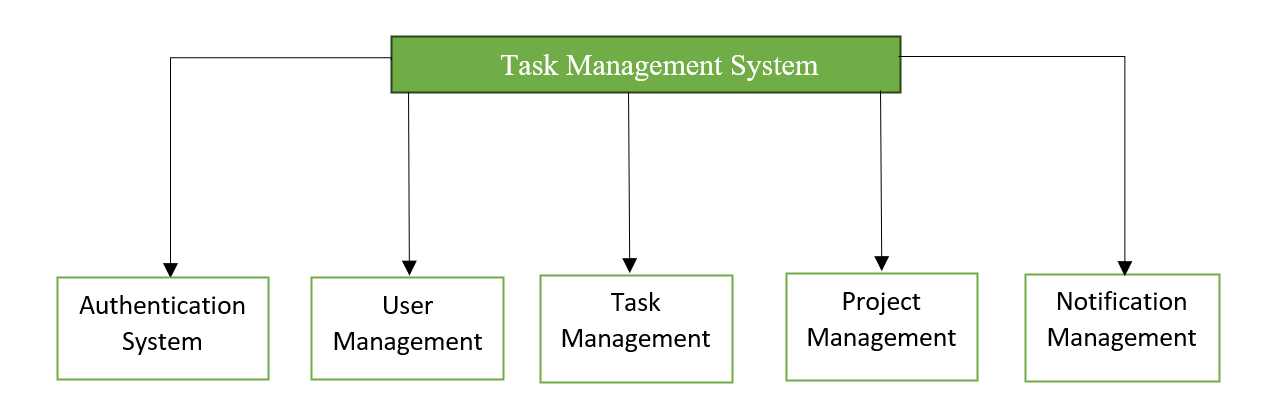 Task Management System
Authentication
System
User
Management
Task
Management
Project
Management
Notification
Management